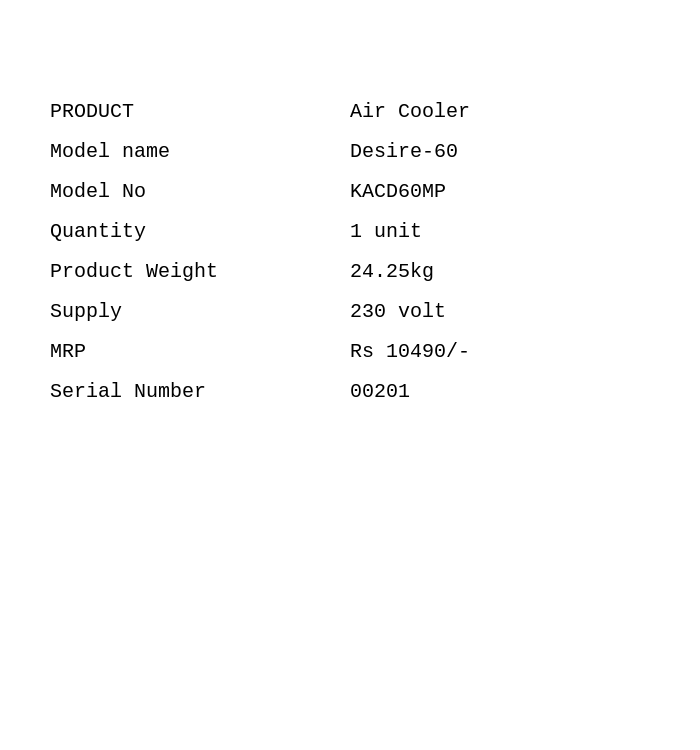 PRODUCT Air Cooler
Model name Desire-60
Model No KACD60MP
Quantity 1 unit
Product Weight 24.25kg
Supply 230 volt
MRP Rs 10490/-
Serial Number 00201